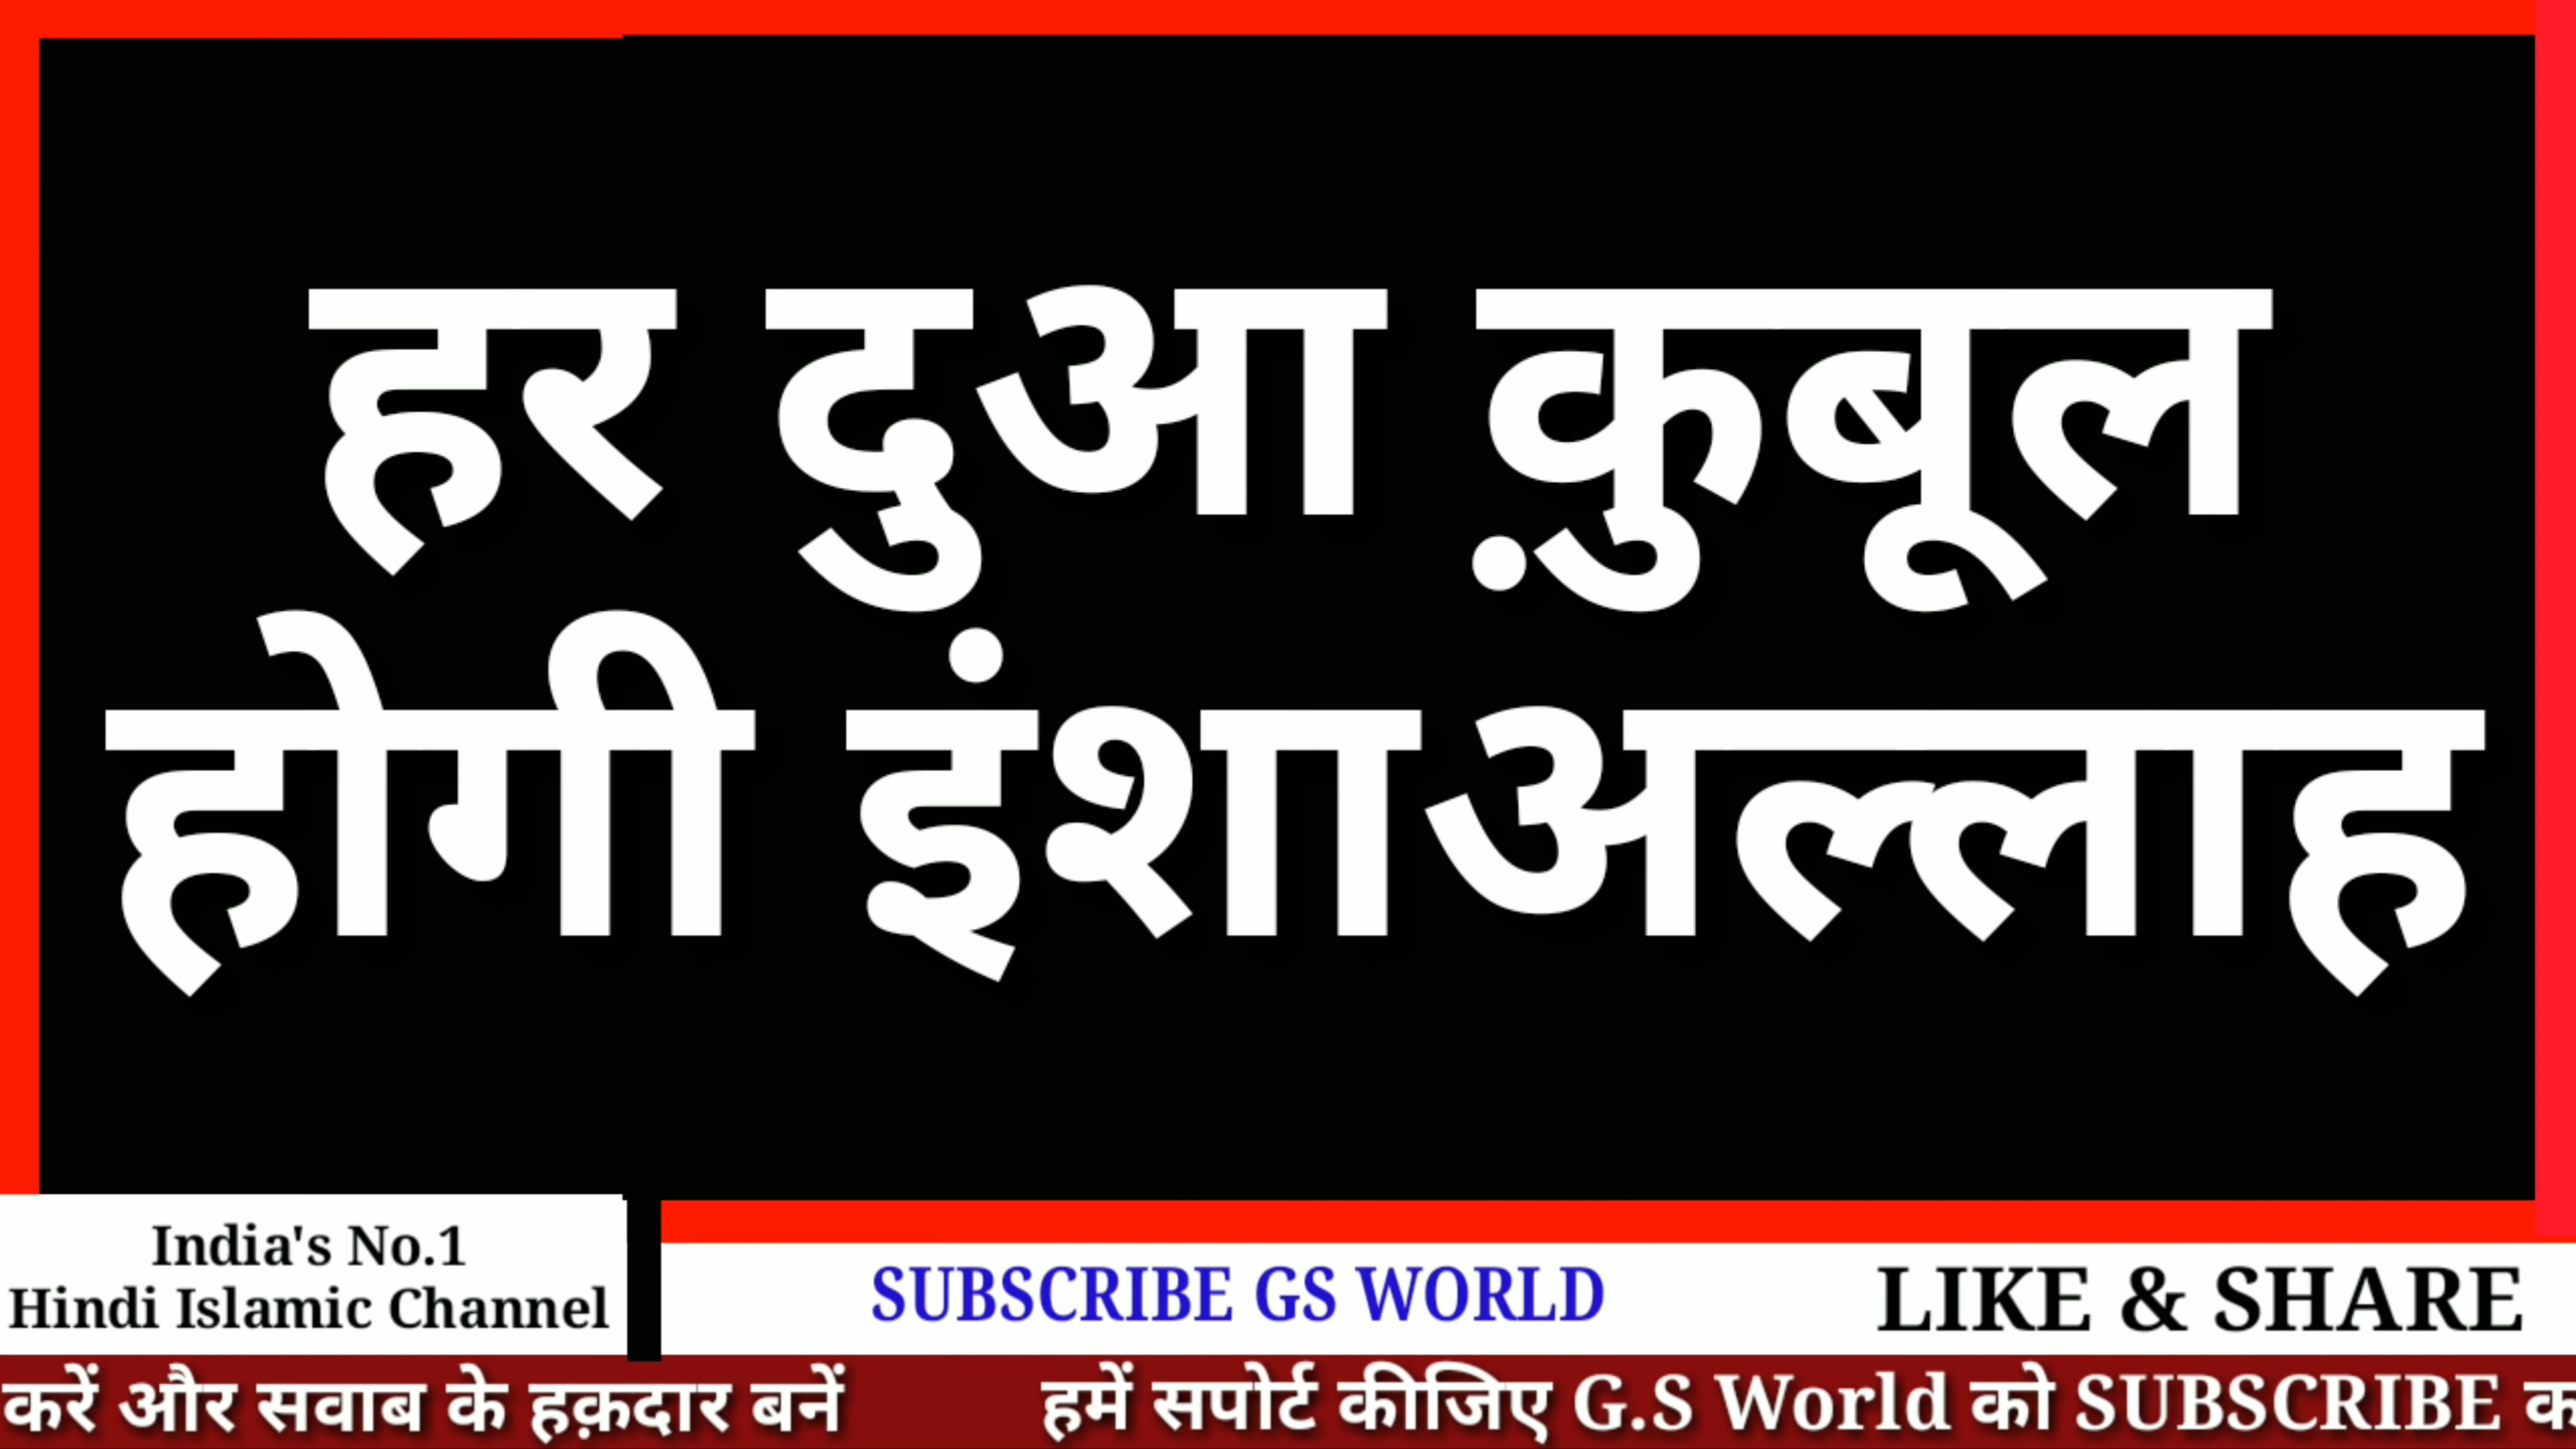 हर दुआ क़ुबूल
होगी इंशाअल्लाह
India's No.1
Hindi Islamic Channel
SUBSCRIBE GS WORLD
LIKE & SHARE
करें और सवाब के हक़दार बनें हमें सपोर्ट कीजिए G.S World को SUBSCRIBE